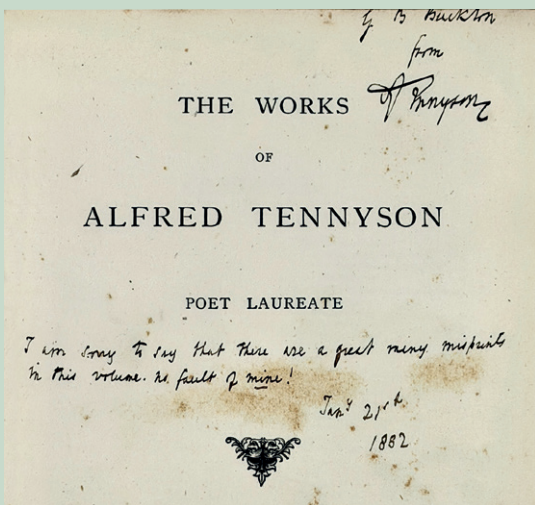 G B Buckton
from
A Tennyson
THE WORKS
OF
ALFRED TENNYSON
POET LAUREATE
I am sorry to say that there are a great many misprints
in this volume. no fault of mine!
Jany 21st
1882